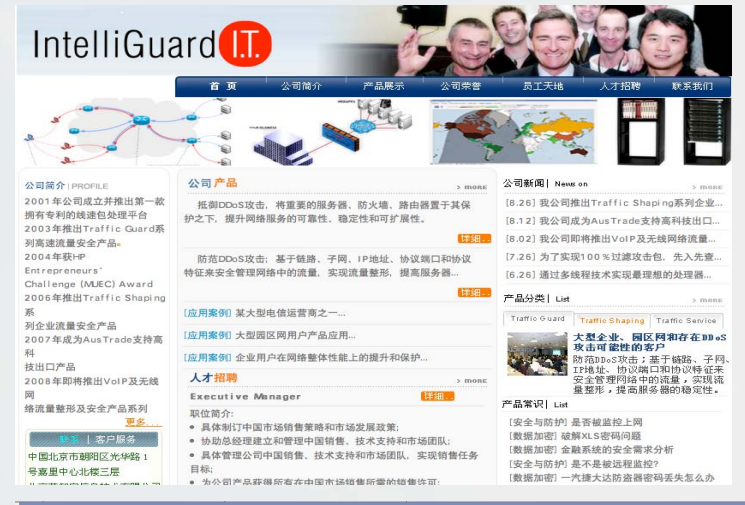 IntelliGuard I.T.
首 页 公司简介 产品展示 公司荣誉 员工天地 人才招聘 联系我们
公司简介 | PROFILE
2001年公司成立并推出第一款
拥有专利的线速包处理平台
2003年推出Traffic Guard系
列高速流量安全产品。
2004年获HP
Entrepreneurs'
Challenge (MUEC) Award
2006年推出Traffic Shaping
系
列企业流量安全产品
2007年成为AusTrade支持高
科
技出口产品
2008年即将推出VoIP及无线
网
络流量整形及安全产品系列
更多...
联系 | 客户服务
中国北京市朝阳区光华路 1
号嘉里中心北楼三层
公司产品
> MORE
抵御DDoS攻击，将重要的服务器、防火墙、路由器置于其保
护之下，提升网络服务的可靠性、稳定性和可扩展性。
详细..
防范DDoS攻击；基于链路、子网、IP地址、协议端口和协议
特征来安全管理网络中的流量，实现流量整形、提高服务器...
详细..
[应用案例] 某大型电信运营商之一...
[应用案例] 大型园区网用户产品应用...
[应用案例] 企业用户在网络整体性能上的提升和保护...
人才招聘
> MORE
Executive Manager
详细..
职位简介:
● 具体制订中国市场销售策略和市场发展政策;
● 协助总经理建立和管理中国销售、技术支持和市场团队;
● 具体管理公司中国销售、技术支持和市场团队，实现销售任务
目标;
● 为公司产品获得所有在中国市场销售所需的销售许可;
公司新闻| News on
> MORE
[8.26] 我公司推出Traffic Shaping系列企业...
[8.12] 我公司成为AusTrade支持高科技出口...
[8.02] 我公司即将推出VoIP及无线网络流量...
[7.26] 为了实现100%过滤攻击包，先入先查...
[6.26] 通过多线程技术实现最理想的处理器...
产品分类| List
> MORE
Traffic Guard Traffic Shaping Traffic Service
大型企业、园区网和存在DDoS
攻击可能性的客户
防范DDoS攻击；基于链路、子网、
IP地址、协议端口和协议特征来
安全管理网络中的流量，实现流
量整形，提高服务器的稳定性。
产品常识| List
[安全与防护] 是否被监控上网
[数据加密] 破解XLS密码问题
[数据加密] 金融系统的安全需求分析
[安全与防护] 是不是被远程监控?
[数据加密] 一汽捷大达防盗器密码丢失怎么办